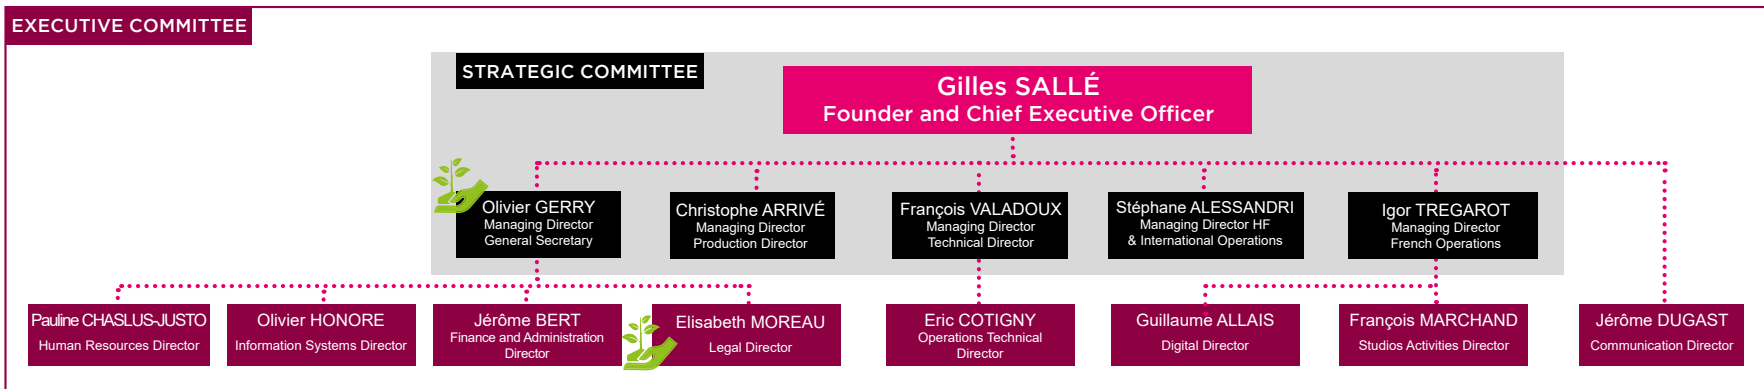 EXECUTIVE COMMITTEE
STRATEGIC COMMITTEE
Gilles SALLÉ
Founder and Chief Executive Officer
Olivier GERRY
Managing Director
General Secretary
Christophe ARRIVÉ
Managing Director
Production Director
François VALADOUX
Managing Director
Technical Director
Stéphane ALESSANDRI
Managing Director HF
& International Operations
Igor TREGAROT
Managing Director
French Operations
Pauline CHASLUS-JUSTO
Human Resources Director
Olivier HONORE
Information Systems Director
Jérôme BERT
Finance and Administration
Director
Elisabeth MOREAU
Legal Director
Eric COTIGNY
Operations Technical
Director
Guillaume ALLAIS
Digital Director
François MARCHAND
Studios Activities Director
Jérôme DUGAST
Communication Director